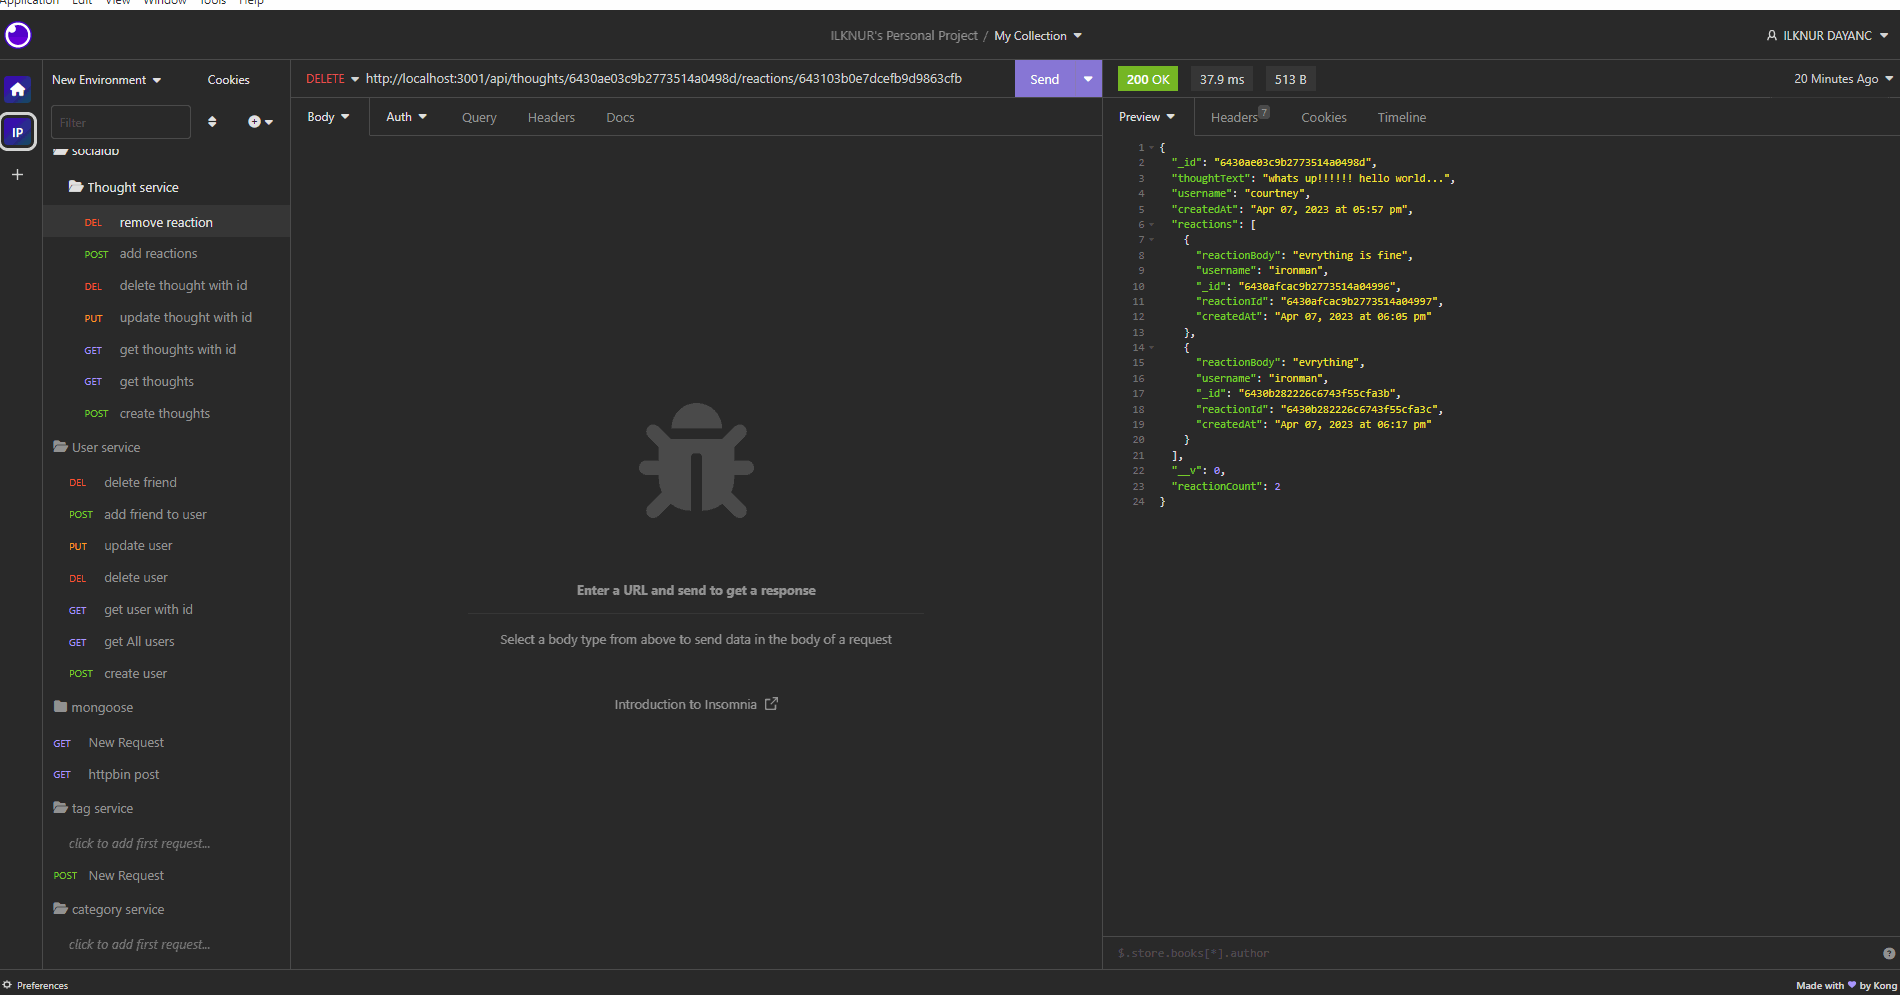 Application Edit View Window Tools Help
ILKNUR's Personal Project / My Collection
ILKNUR DAYANC
New Environment
Cookies
DELETE http://localhost:3001/api/thoughts/6430ae03c9b2773514a0498d/reactions/643103b0e7dcefb9d9863cfb
Send
200 OK
37.9 ms
513 B
20 Minutes Ago
IP
Filter
Body
Auth
Query
Headers
Docs
Preview
Headers 7
Cookies
Timeline
socialdb
Thought service
DEL remove reaction
POST add reactions
DEL delete thought with id
PUT update thought with id
GET get thoughts with id
GET get thoughts
POST create thoughts
User service
DEL delete friend
POST add friend to user
PUT update user
DEL delete user
GET get user with id
GET get All users
POST create user
mongoose
GET New Request
GET httpbin post
tag service
click to add first request...
POST New Request
category service
click to add first request...
Enter a URL and send to get a response
Select a body type from above to send data in the body of a request
Introduction to Insomnia
1 {
2 "_id": "6430ae03c9b2773514a0498d",
3 "thoughtText": "whats up!!!!!! hello world...",
4 "username": "courtney",
5 "createdAt": "Apr 07, 2023 at 05:57 pm",
6 "reactions": [
7 {
8 "reactionBody": "evrything is fine",
9 "username": "ironman",
10 "_id": "6430afcac9b2773514a04996",
11 "reactionId": "6430afcac9b2773514a04997",
12 "createdAt": "Apr 07, 2023 at 06:05 pm"
13 },
14 {
15 "reactionBody": "evrything",
16 "username": "ironman",
17 "_id": "6430b282226c6743f55cfa3b",
18 "reactionId": "6430b282226c6743f55cfa3c",
19 "createdAt": "Apr 07, 2023 at 06:17 pm"
20 }
21 ],
22 "__v": 0,
23 "reactionCount": 2
24 }
$.store.books[*].author
Preferences
Made with ♥ by Kong